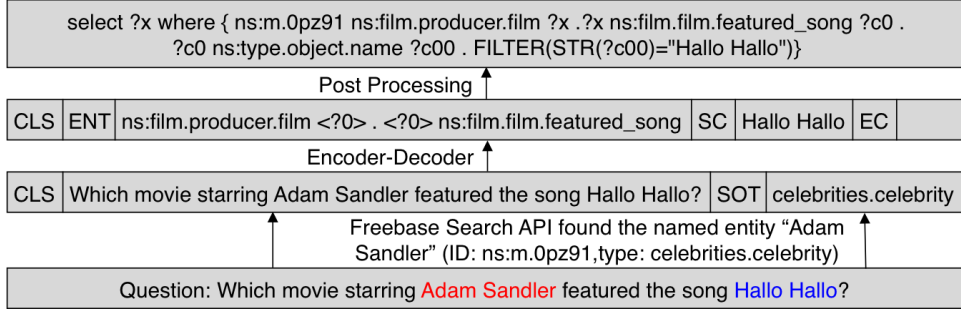 select ?x where { ns:m.0pz91 ns:film.producer.film ?x .?x ns:film.film.featured_song ?c0 .
?c0 ns:type.object.name ?c00 . FILTER(STR(?c00)="Hallo Hallo")}
Post Processing
CLS ENT ns:film.producer.film <?0> . <?0> ns:film.film.featured_song SC Hallo Hallo EC
Encoder-Decoder
CLS Which movie starring Adam Sandler featured the song Hallo Hallo? SOT celebrities.celebrity
Freebase Search API found the named entity “Adam
Sandler” (ID: ns:m.0pz91,type: celebrities.celebrity)
Question: Which movie starring Adam Sandler featured the song Hallo Hallo?